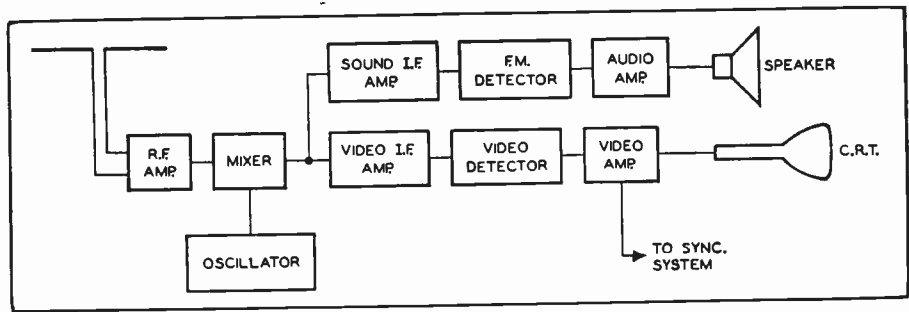 SOUND I.F.
AMP.
F.M.
DETECTOR
AUDIO
AMP.
SPEAKER
R.F.
AMP.
MIXER
VIDEO I.F.
AMP.
VIDEO
DETECTOR
VIDEO
AMP.
C.R.T.
OSCILLATOR
TO SYNC.
SYSTEM